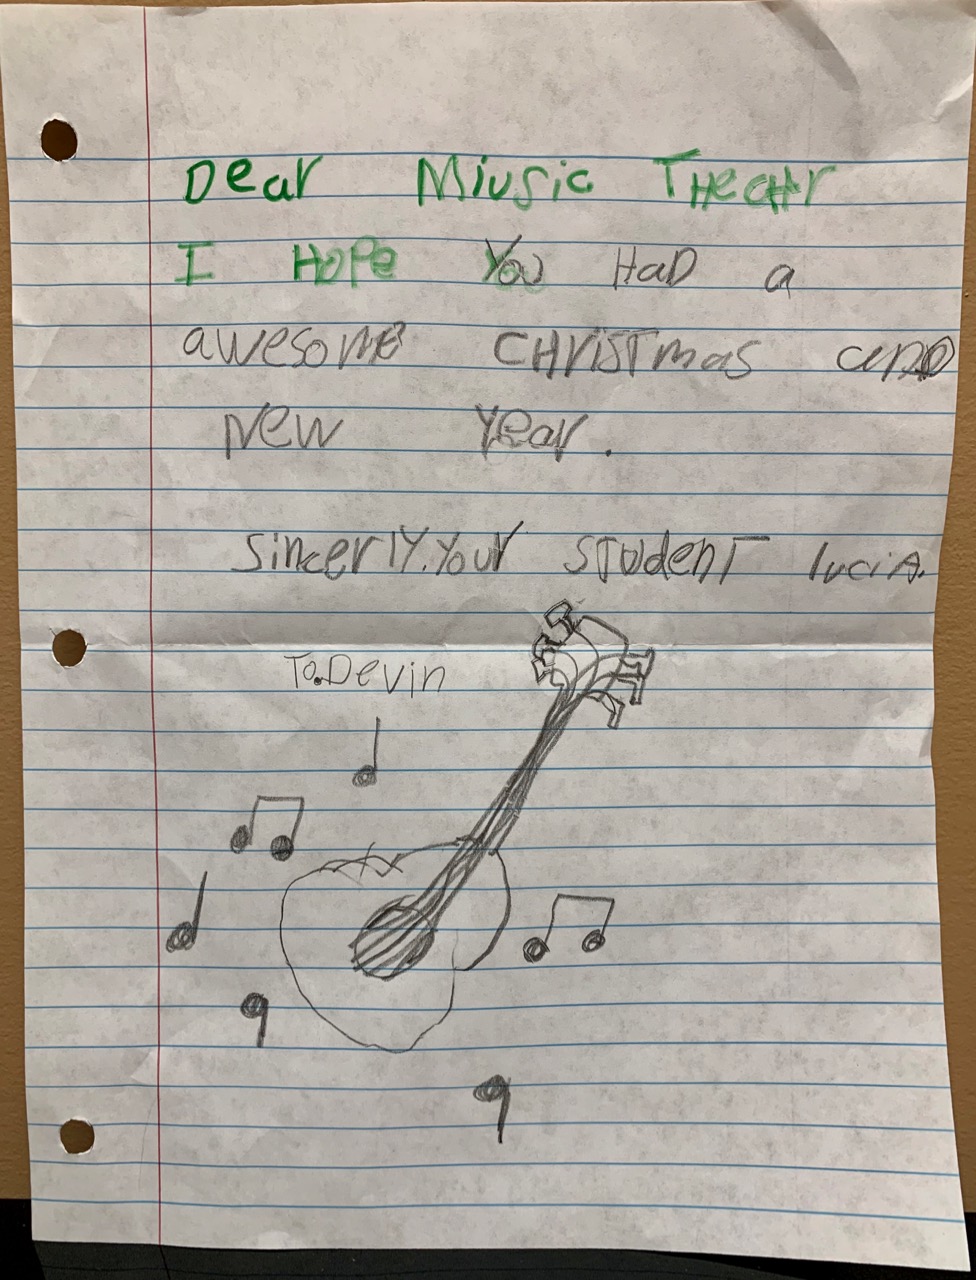 Dear Miusic THeatr
I HoPe You HaD a
awesome CHriSTmas anD
New Year.
Sincerly.Your STudenT luciA.
To.Devin